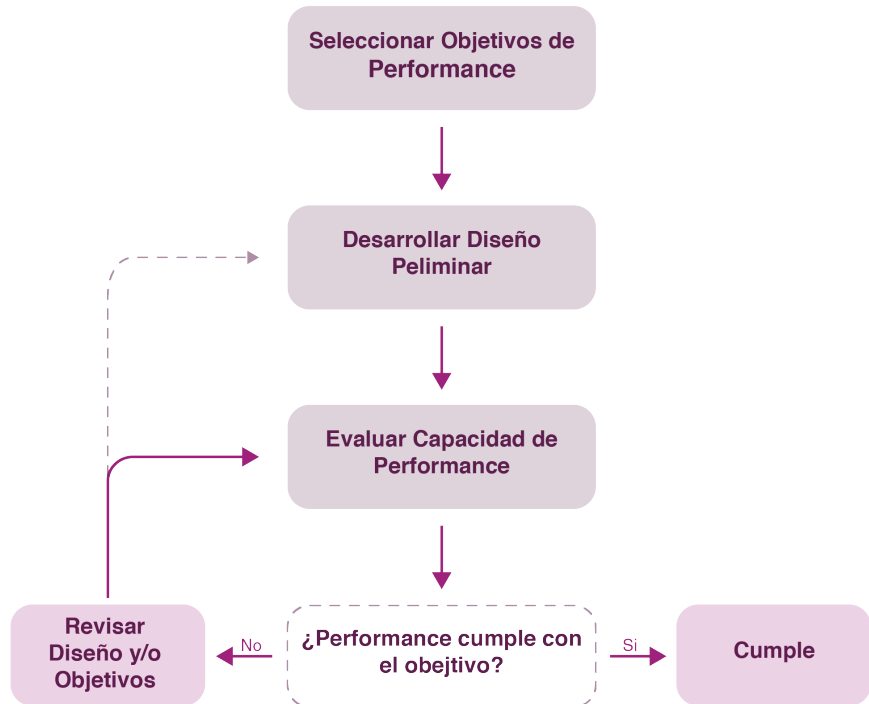 Seleccionar Objetivos de
Performance
Desarrollar Diseño
Peliminar
Evaluar Capacidad de
Performance
¿Performance cumple con
el obejtivo?
No
Si
Revisar
Diseño y/o
Objetivos
Cumple